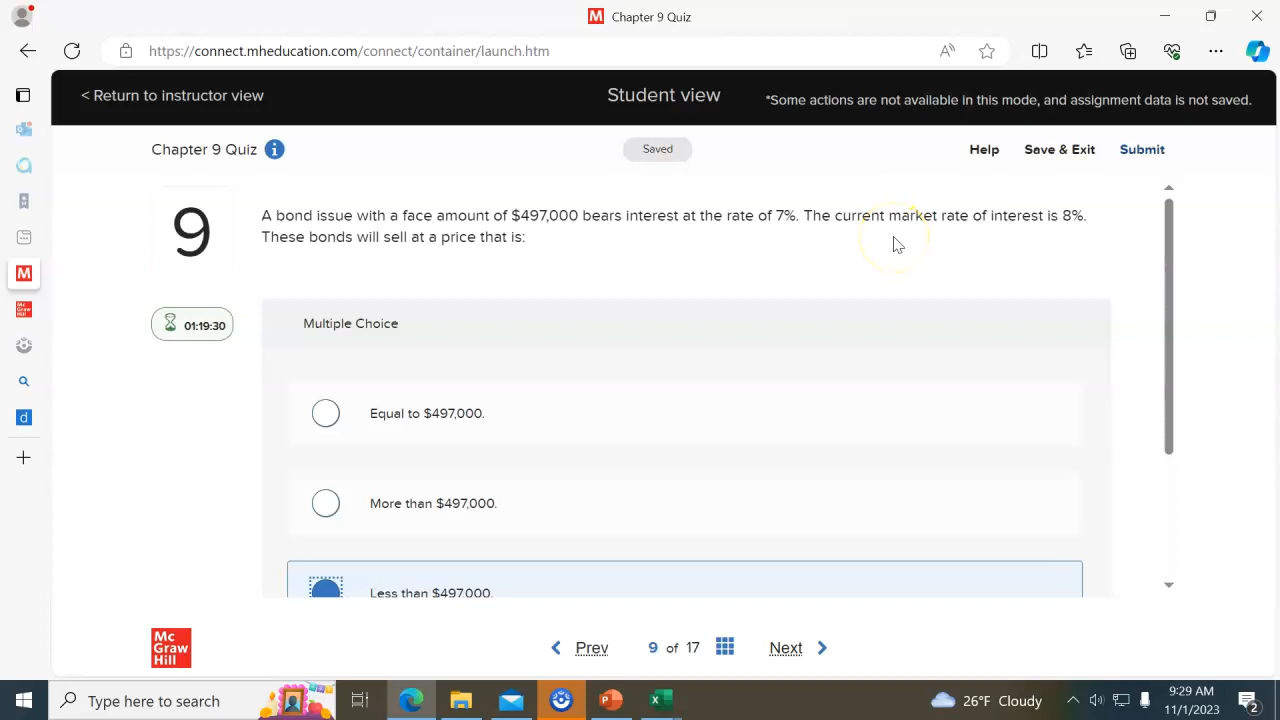 M Chapter 9 Quiz
https://connect.mheducation.com/connect/container/launch.htm
< Return to instructor view
Student view
*Some actions are not available in this mode, and assignment data is not saved.
Chapter 9 Quiz i
Saved
Help Save & Exit Submit
9
A bond issue with a face amount of $497,000 bears interest at the rate of 7%. The current market rate of interest is 8%.
These bonds will sell at a price that is:
01:19:30
Multiple Choice
Equal to $497,000.
More than $497,000.
Less than $497,000.
Mc
Graw
Hill
Prev 9 of 17 Next
Type here to search
26°F Cloudy
9:29 AM
11/1/2023
2